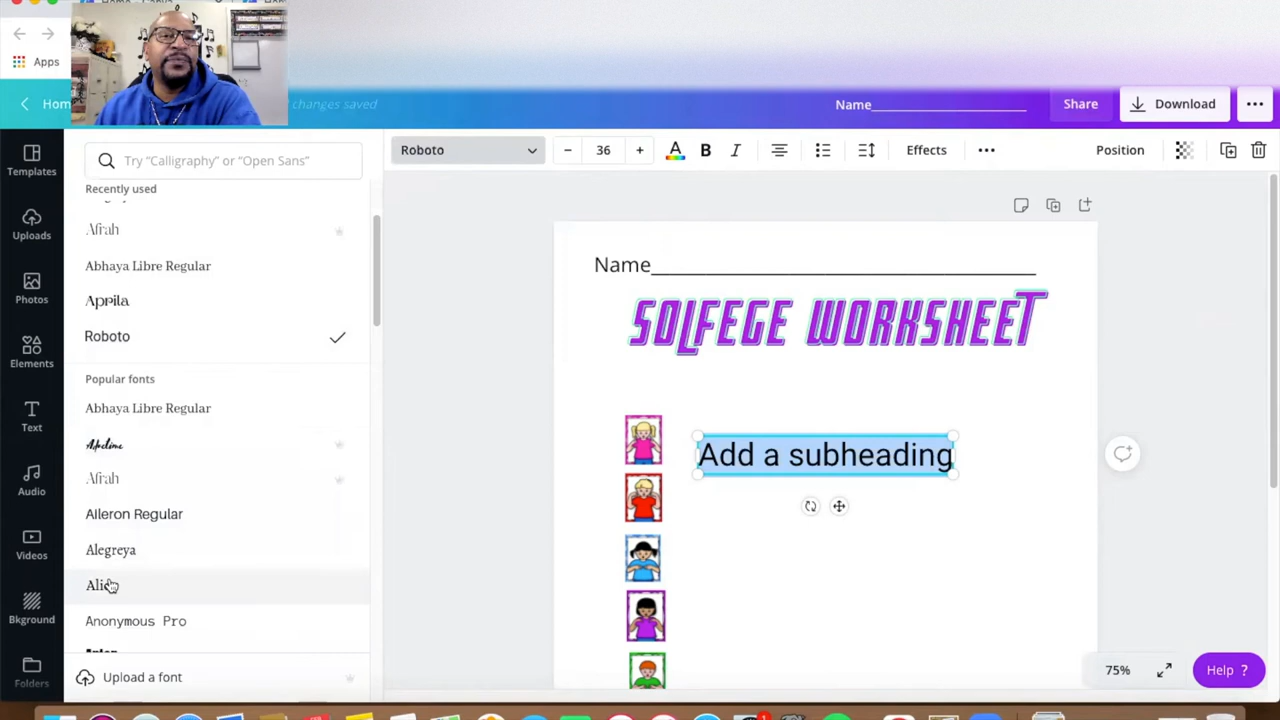 Apps
Hom
changes saved
Name
Share
Download
Templates
Uploads
Photos
Elements
Text
Audio
Videos
Bkground
Folders
Try "Calligraphy" or "Open Sans"
Recently used
Afrah
Abhaya Libre Regular
Aprila
Roboto
Popular fonts
Abhaya Libre Regular
Afrah
Aileron Regular
Alegreya
Anonymous Pro
Upload a font
Roboto
36
A
B
I
Effects
Position
Name
SOLFEGE WORKSHEET
Add a subheading
75%
Help ?